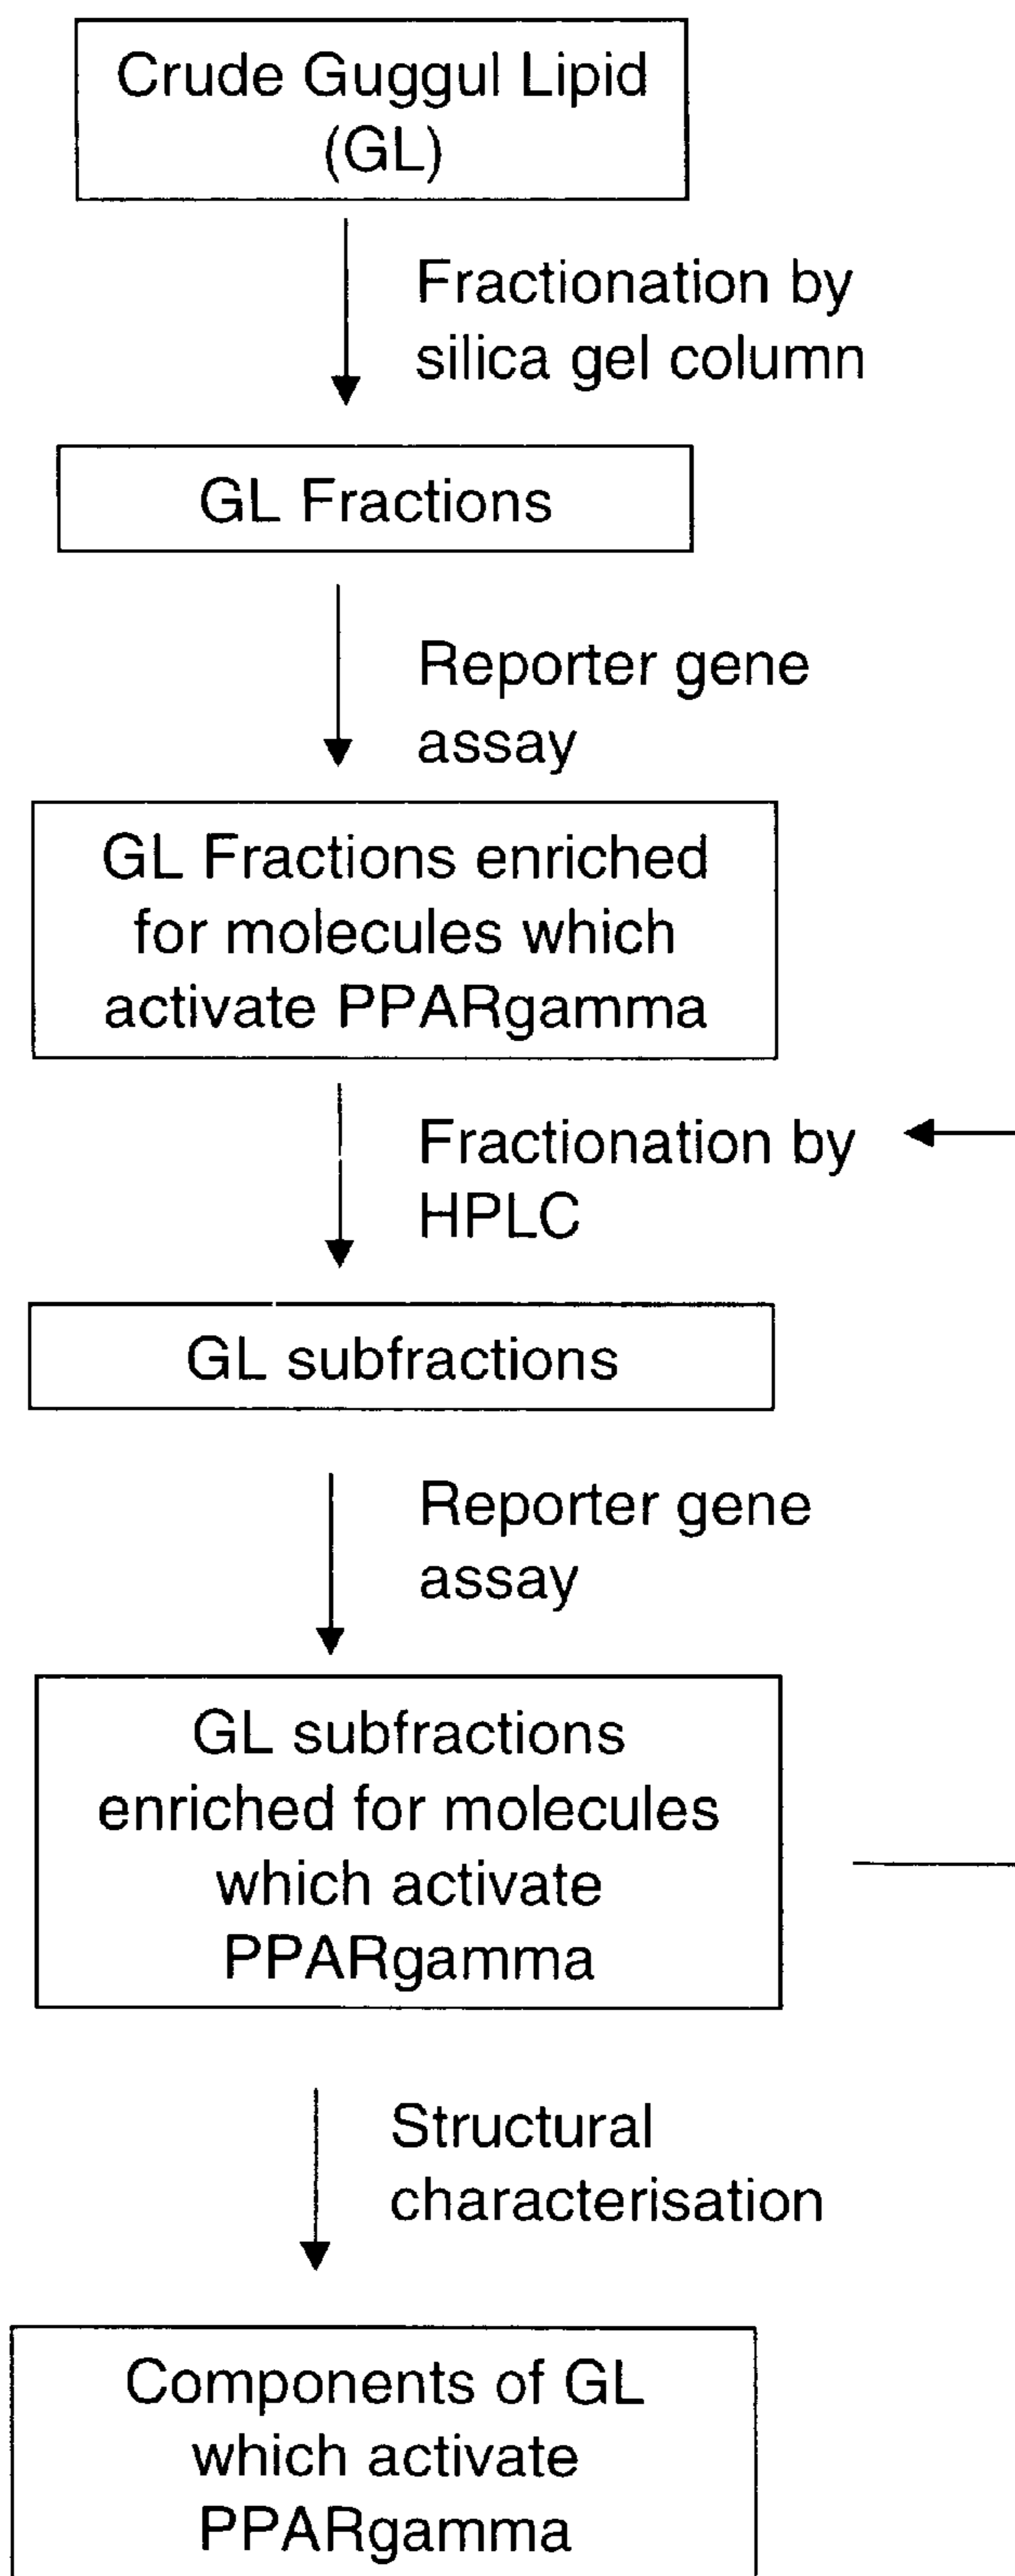 Crude Guggul Lipid
(GL)
Fractionation by
silica gel column
GL Fractions
Reporter gene
assay
GL Fractions enriched
for molecules which
activate PPARgamma
Fractionation by
HPLC
GL subfractions
Reporter gene
assay
GL subfractions
enriched for molecules
which activate
PPARgamma
Structural
characterisation
Components of GL
which activate
PPARgamma